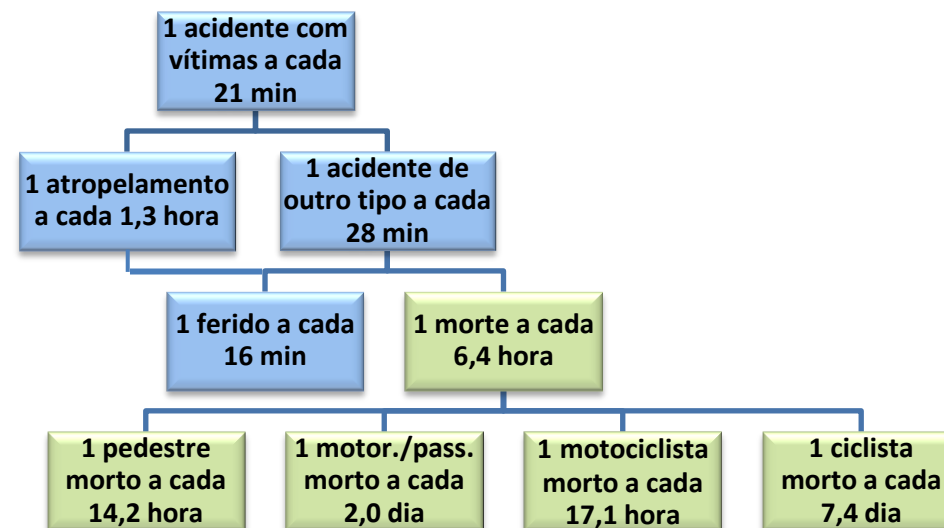 1 acidente com
vítimas a cada
21 min
1 atropelamento
a cada 1,3 hora
1 acidente de
outro tipo a cada
28 min
1 ferido a cada
16 min
1 morte a cada
6,4 hora
1 pedestre
morto a cada
14,2 hora
1 motor./pass.
morto a cada
2,0 dia
1 motociclista
morto a cada
17,1 hora
1 ciclista
morto a cada
7,4 dia